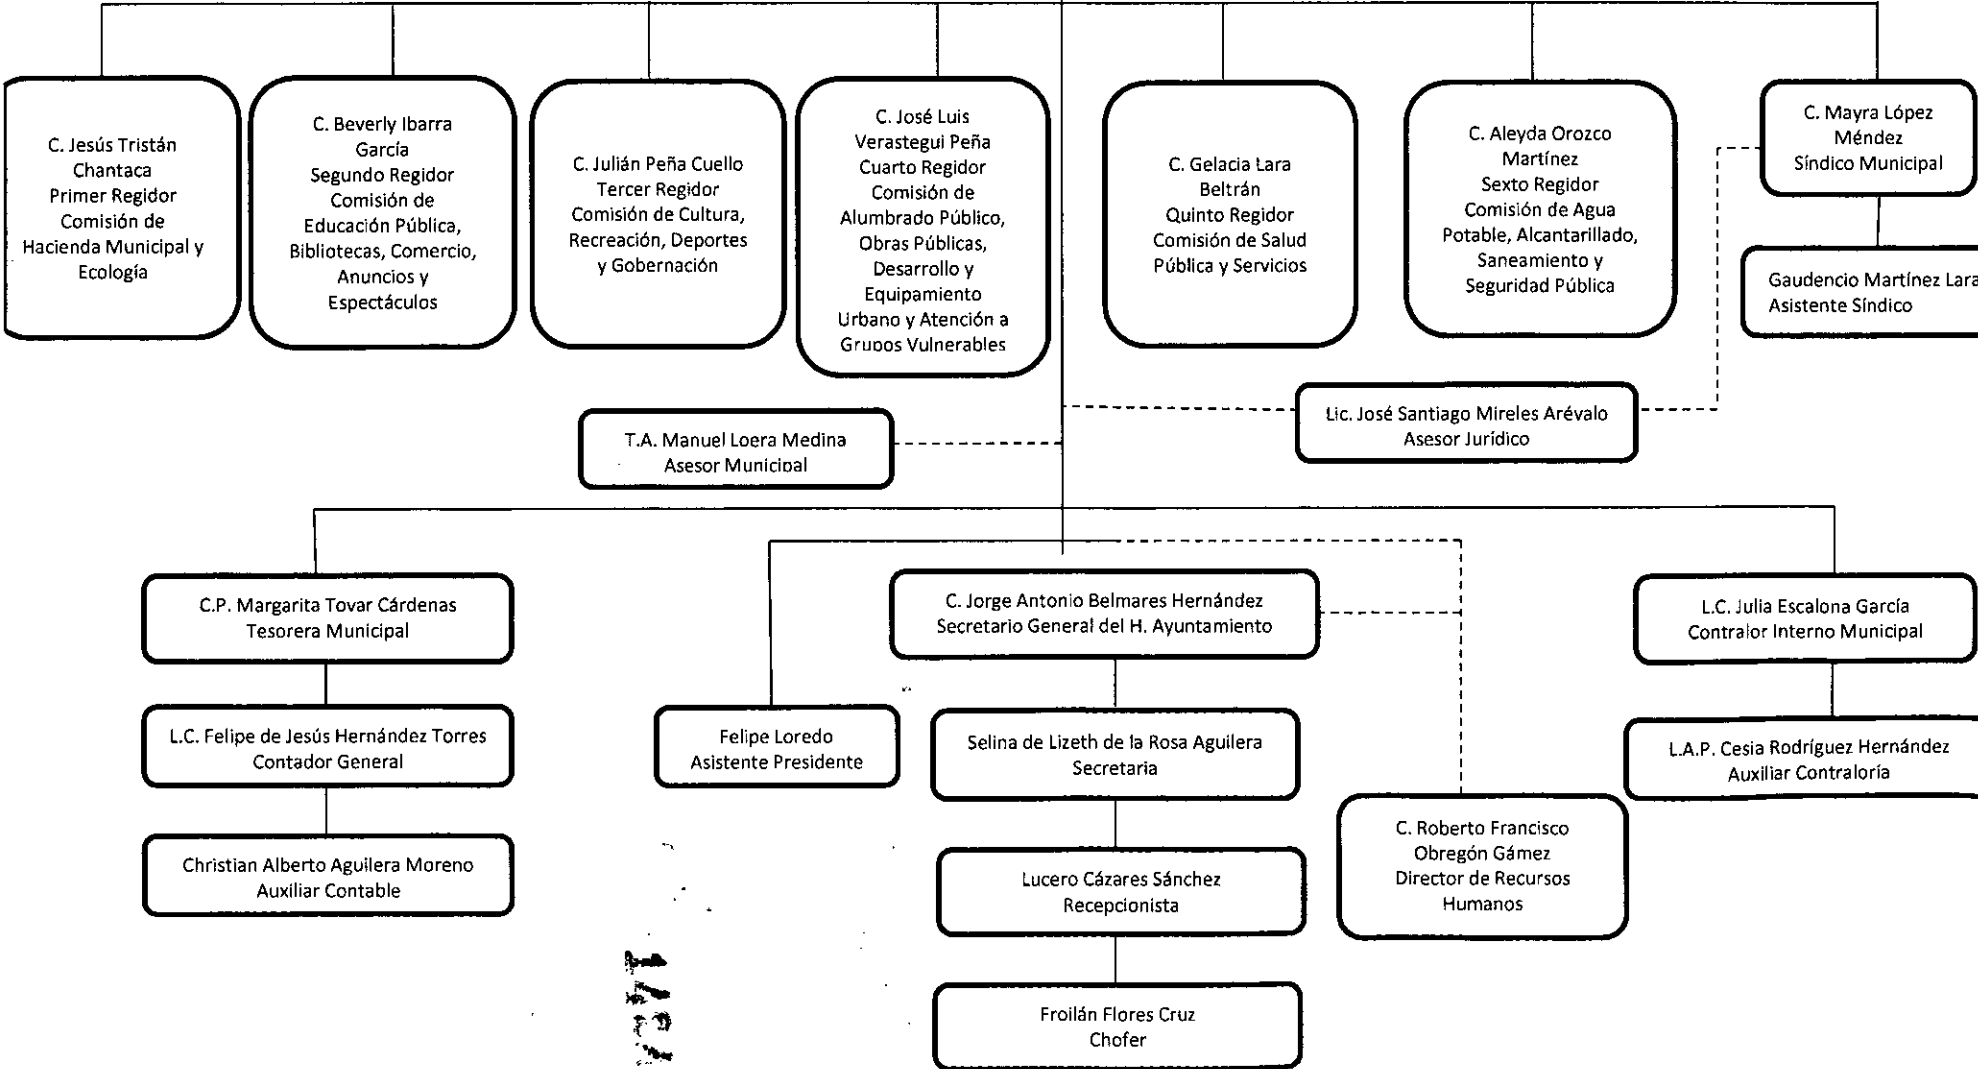 C. Jesús Tristán
Chantaca
Primer Regidor
Comisión de
Hacienda Municipal y
Ecología
C. Beverly Ibarra
García
Segundo Regidor
Comisión de
Educación Pública,
Bibliotecas, Comercio,
Anuncios y
Espectáculos
C. Julián Peña Cuello
Tercer Regidor
Comisión de Cultura,
Recreación, Deportes
y Gobernación
C. José Luis
Verastegui Peña
Cuarto Regidor
Comisión de
Alumbrado Público,
Obras Públicas,
Desarrollo y
Equipamiento
Urbano y Atención a
Grupos Vulnerables
C. Gelacia Lara
Beltrán
Quinto Regidor
Comisión de Salud
Pública y Servicios
C. Aleyda Orozco
Martínez
Sexto Regidor
Comisión de Agua
Potable, Alcantarillado,
Saneamiento y
Seguridad Pública
C. Mayra López
Méndez
Síndico Municipal
Gaudencio Martínez Lara
Asistente Síndico
T.A. Manuel Loera Medina
Asesor Municipal
Lic. José Santiago Mireles Arévalo
Asesor Jurídico
C.P. Margarita Tovar Cárdenas
Tesorera Municipal
C. Jorge Antonio Belmares Hernández
Secretario General del H. Ayuntamiento
L.C. Julia Escalona García
Contralor Interno Municipal
L.C. Felipe de Jesús Hernández Torres
Contador General
Felipe Loredo
Asistente Presidente
Selina de Lizeth de la Rosa Aguilera
Secretaria
L.A.P. Cesia Rodríguez Hernández
Auxiliar Contraloría
Christian Alberto Aguilera Moreno
Auxiliar Contable
Lucero Cázares Sánchez
Recepcionista
C. Roberto Francisco
Obregón Gámez
Director de Recursos
Humanos
Froilán Flores Cruz
Chofer